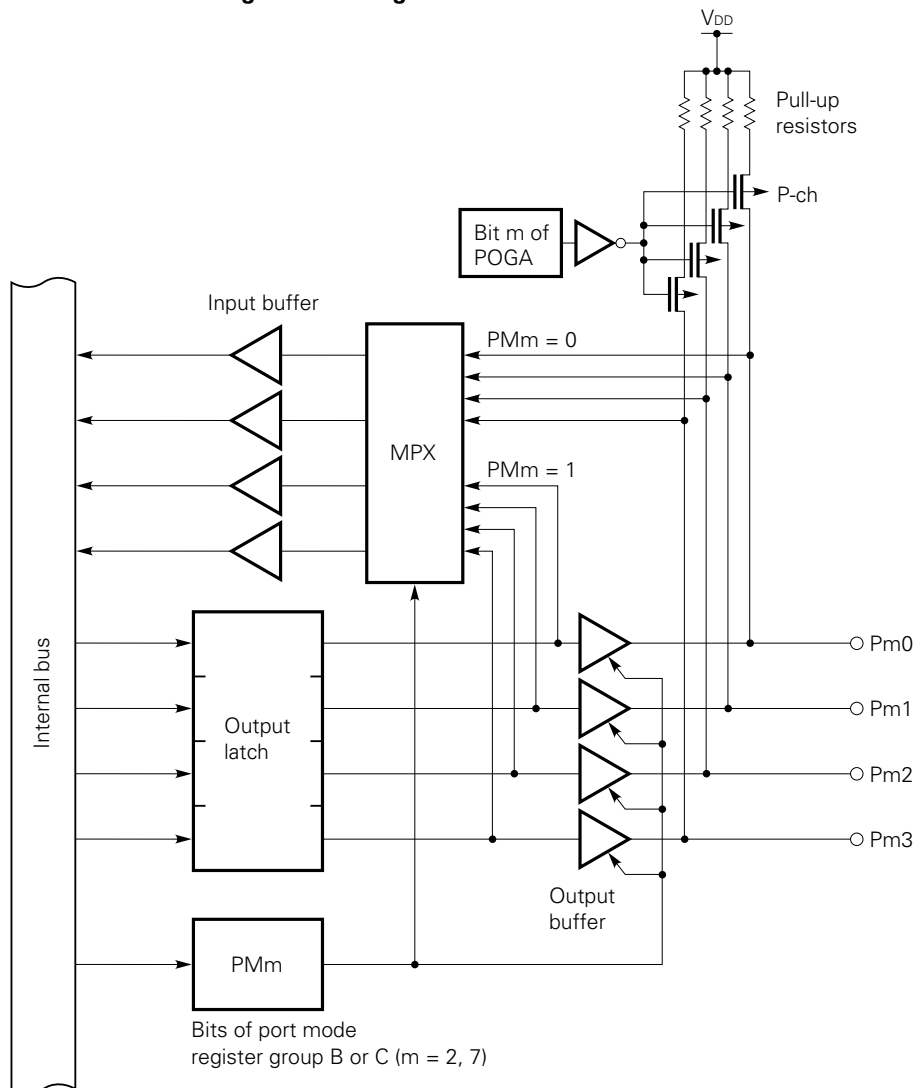 VDD
Pull-up
resistors
P-ch
Bit m of
POGA
Input buffer
PMm = 0
MPX
PMm = 1
Internal bus
Output
latch
Pm0
Pm1
Pm2
Pm3
Output
buffer
PMm
Bits of port mode
register group B or C (m = 2, 7)